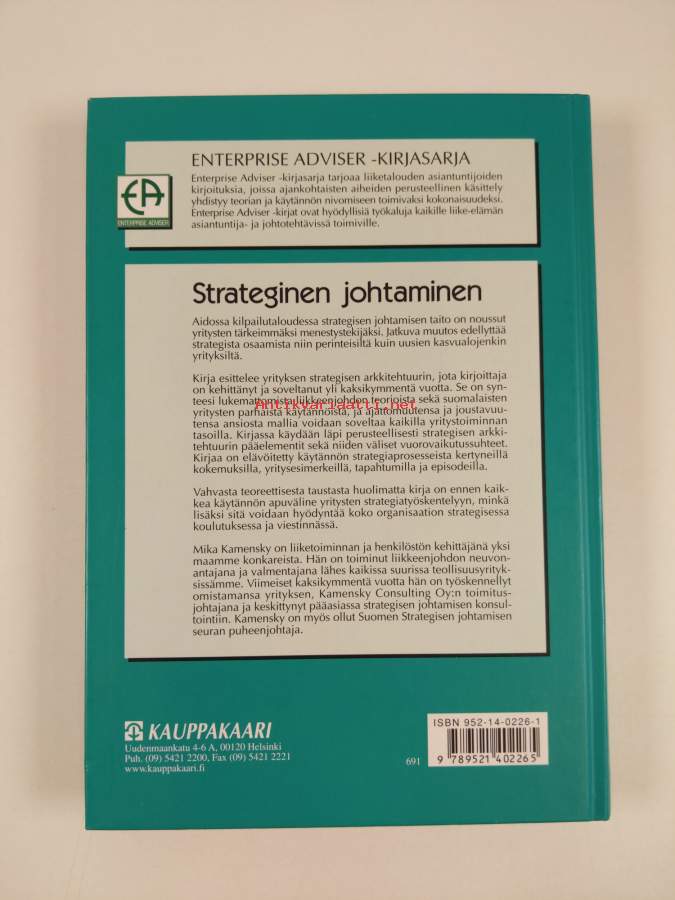 ENTERPRISE ADVISER -KIRJASARJA
Enterprise Adviser -kirjasarja tarjoaa liiketalouden asiantuntijoiden
kirjoituksia, joissa ajankohtaisten aiheiden perusteellinen käsittely
yhdistyy teorian ja käytännön nivomiseen toimivaksi kokonaisuudeksi.
Enterprise Adviser -kirjat ovat hyödyllisiä työkaluja kaikille liike-elämän
asiantuntija- ja johtotehtävissä toimiville.
EA
ENTERPRISE ADVISER
Strateginen johtaminen
Aidossa kilpailutaloudessa strategisen johtamisen taito on noussut
yritysten tärkeimmäksi menestystekijäksi. Jatkuva muutos edellyttää
strategista osaamista niin perinteisiltä kuin uusien kasvualojenkin
yrityksiltä.
Kirja esittelee yrityksen strategisen arkkitehtuurin, jota kirjoittaja
on kehittänyt ja soveltanut yli kaksikymmentä vuotta. Se on syn-
teesi lukemattomista liikkeenjohdon teorioista sekä suomalaisten
yritysten parhaista käytännöistä, ja ajattomuutensa ja joustavuu-
tensa ansiosta mallia voidaan soveltaa kaikilla yritystoiminnan
tasoilla. Kirjassa käydään läpi perusteellisesti strategisen arkki-
tehtuurin pääelementit sekä niiden väliset vuorovaikutussuhteet.
Kirjaa on elävöitetty käytännön strategiaprosesseista kertyneillä
kokemuksilla, yritysesimerkeillä, tapahtumilla ja episodeilla.
Antikvariaatti.net
Vahvasta teoreettisesta taustasta huolimatta kirja on ennen kaik-
kea käytännön apuväline yritysten strategiatyöskentelyyn, minkä
lisäksi sitä voidaan hyödyntää koko organisaation strategisessa
koulutuksessa ja viestinnässä.
Mika Kamensky on liiketoiminnan ja henkilöstön kehittäjänä yksi
maamme konkareista. Hän on toiminut liikkeenjohdon neuvon-
antajana ja valmentajana lähes kaikissa suurissa teollisuusyrityk-
sissämme. Viimeiset kaksikymmentä vuotta hän on työskennellyt
omistamansa yrityksen, Kamensky Consulting Oy:n toimitus-
johtajana ja keskittynyt pääasiassa strategisen johtamisen konsul-
tointiin. Kamensky on myös ollut Suomen Strategisen johtamisen
seuran puheenjohtaja.
KAUPPAKAARI
Uudenmaankatu 4-6 A, 00120 Helsinki
Puh. (09) 5421 2200, Fax (09) 5421 2221
www.kauppakaari.fi
691
ISBN 952-14-0226-1
9 789521 402265